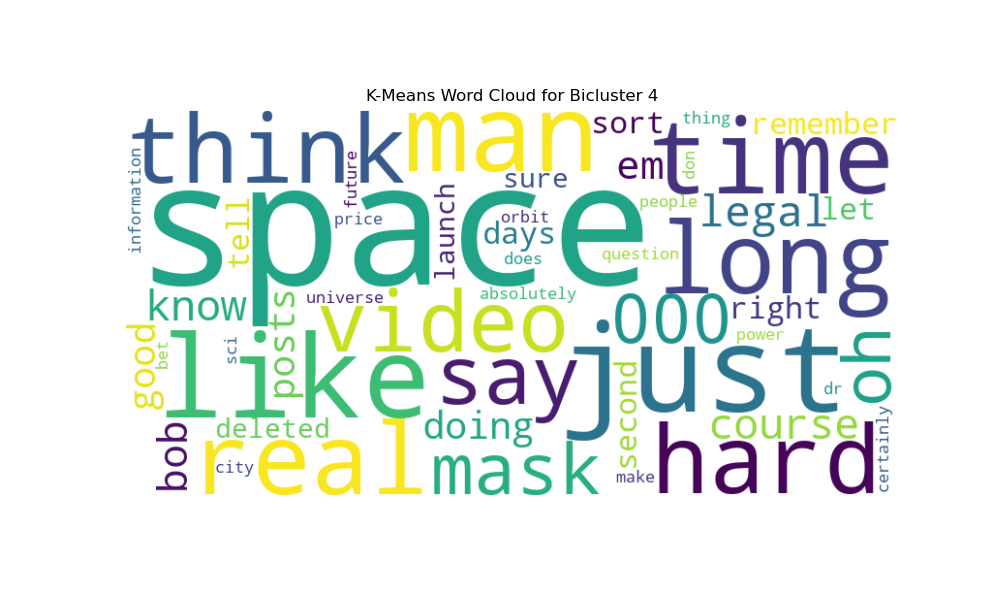 K-Means Word Cloud for Bicluster 4
think
man
sort
thing
remember
time
em
don
information
future
sure
space
tell
price
launch
orbit
days
does
people
legal
let
question
long
know
universe
absolutely
video
000
right
power
posts
good
bet
sci
like
say
just
oh
dr
deleted
doing
second
course
certainly
bob
city
real
mask
make
hard